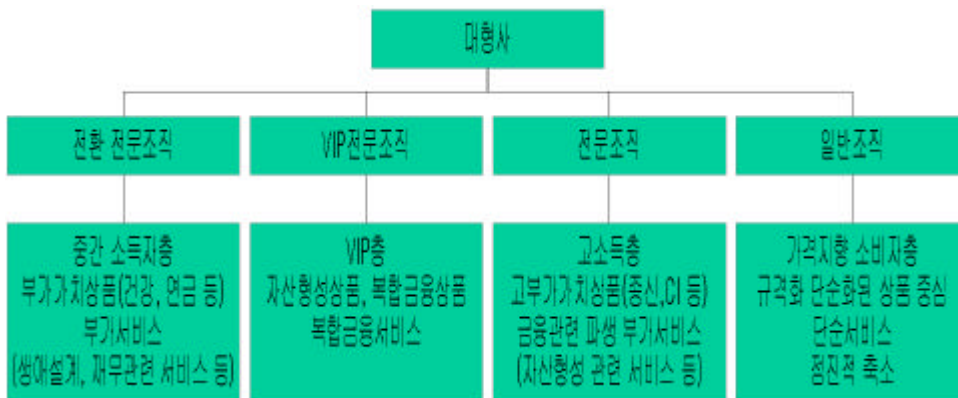 대형사
전환 전문조직
VIP전문조직
전문조직
일반조직
중간 소득자층
부가가치상품(건강, 연금 등)
부가서비스
(생애설계, 재무관련 서비스 등)
VIP층
자산형성상품, 복합금융상품
복합금융서비스
고소득층
고부가가치상품(종신,CI 등)
금융관련 파생 부가서비스
(자산형성 관련 서비스 등)
가격지향 소비자층
규격화 단순화된 상품 중심
단순서비스
점진적 축소